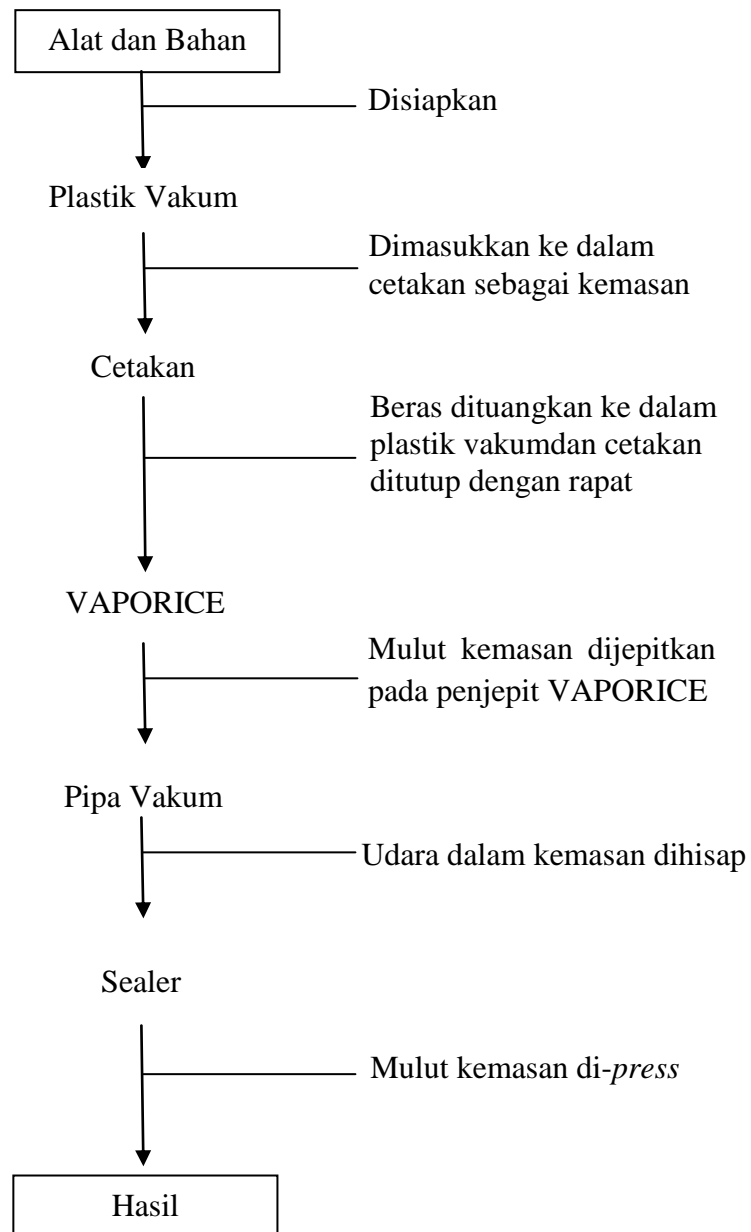 Alat dan Bahan
Disiapkan
Plastik Vakum
Dimasukkan ke dalam
cetakan sebagai kemasan
Cetakan
Beras dituangkan ke dalam
plastik vakumdan cetakan
ditutup dengan rapat
VAPORICE
Mulut kemasan dijepitkan
pada penjepit VAPORICE
Pipa Vakum
Udara dalam kemasan dihisap
Sealer
Mulut kemasan di-press
Hasil